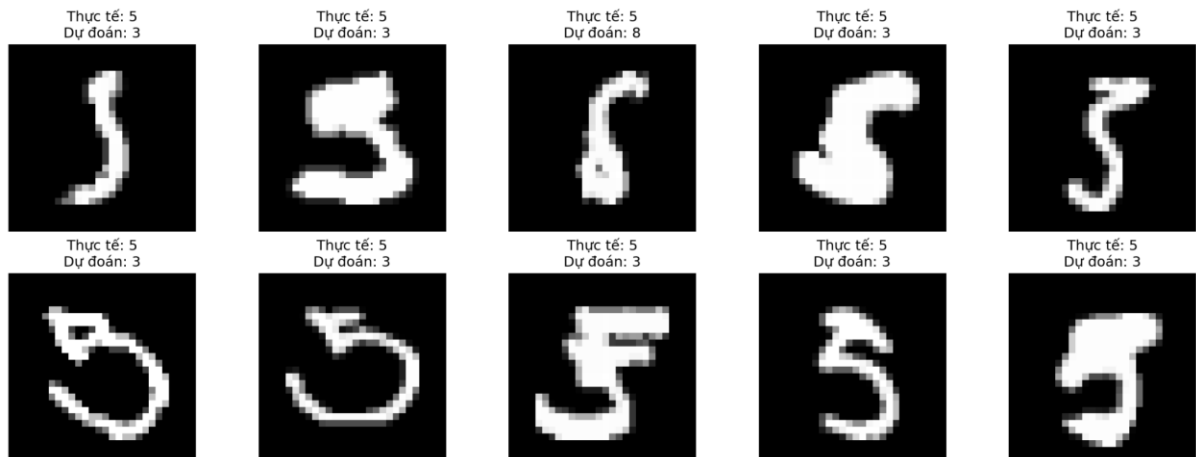 Thực tế: 5 Thực tế: 5 Thực tế: 5 Thực tế: 5 Thực tế: 5
Dự đoán: 3 Dự đoán: 3 Dự đoán: 8 Dự đoán: 3 Dự đoán: 3
Thực tế: 5 Thực tế: 5 Thực tế: 5 Thực tế: 5 Thực tế: 5
Dự đoán: 3 Dự đoán: 3 Dự đoán: 3 Dự đoán: 3 Dự đoán: 3